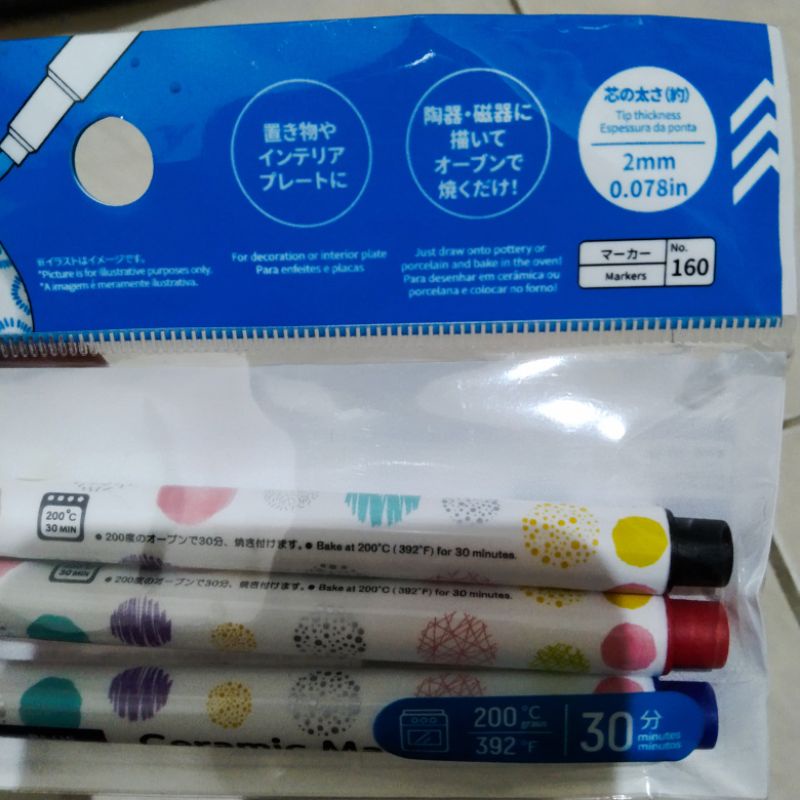 置き物や
インテリア
プレートに
陶器・磁器に
描いて
オーブンで
焼くだけ!
芯の太さ(約)
Tip thickness
Espessura da ponta
2mm
0.078in
※イラストはイメージです。
*Picture is for illustrative purposes only.
*A imagem é meramente ilustrativa.
For decoration or interior plate
Para enfeites e placas
Just draw onto pottery or
porcelain and bake in the oven!
Para desenhar em cerâmica ou
porcelana e colocar no forno!
マーカー
Markers
No.
160
200℃
30 MIN
● 200度のオーブンで30分、焼き付けます。● Bake at 200°C ( 392°F) for 30 minutes.
30 MIN
● 200度のオーブンで30分、焼き付けます。● Bake at 200°C ( 392°F) for 30 minutes.
Ceramic Ma
200 °C
graus
392 °F
30 分
minutes
minutos